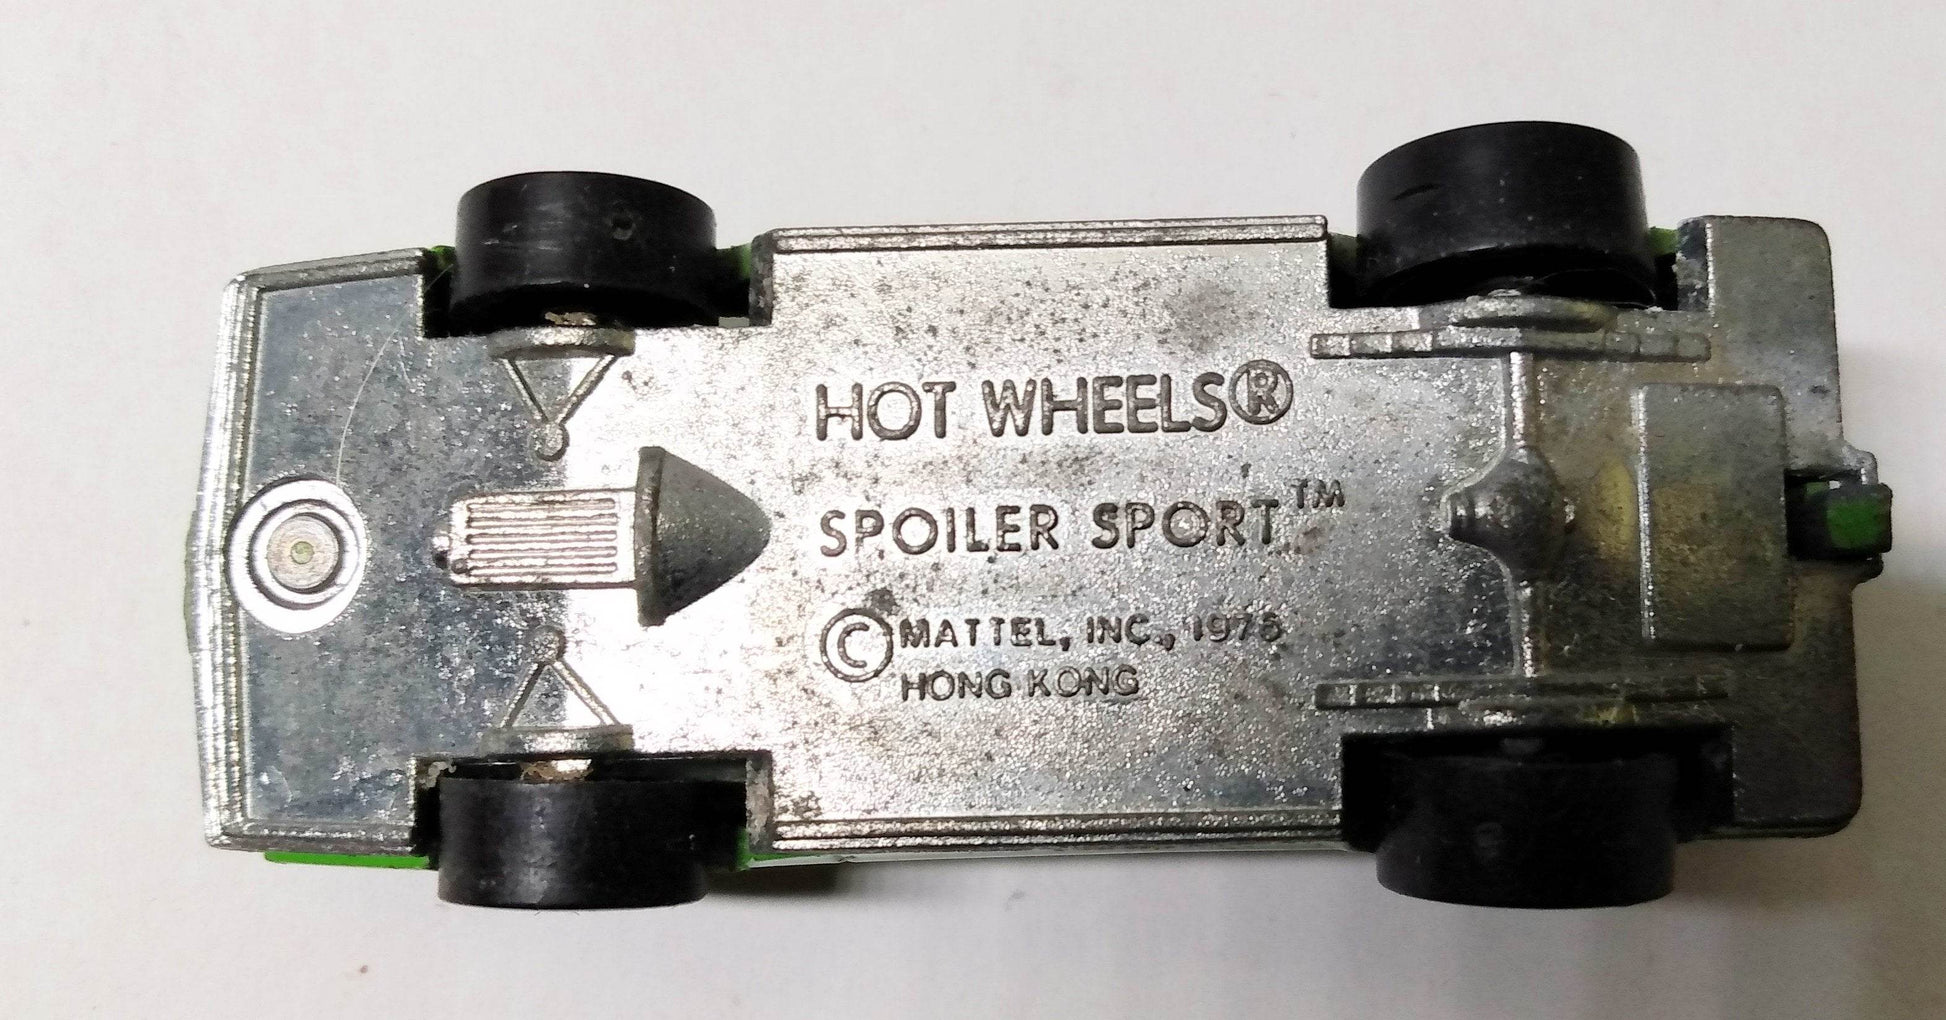 HOT WHEELS®
SPOILER SPORT™
©MATTEL, INC., 1976
HONG KONG